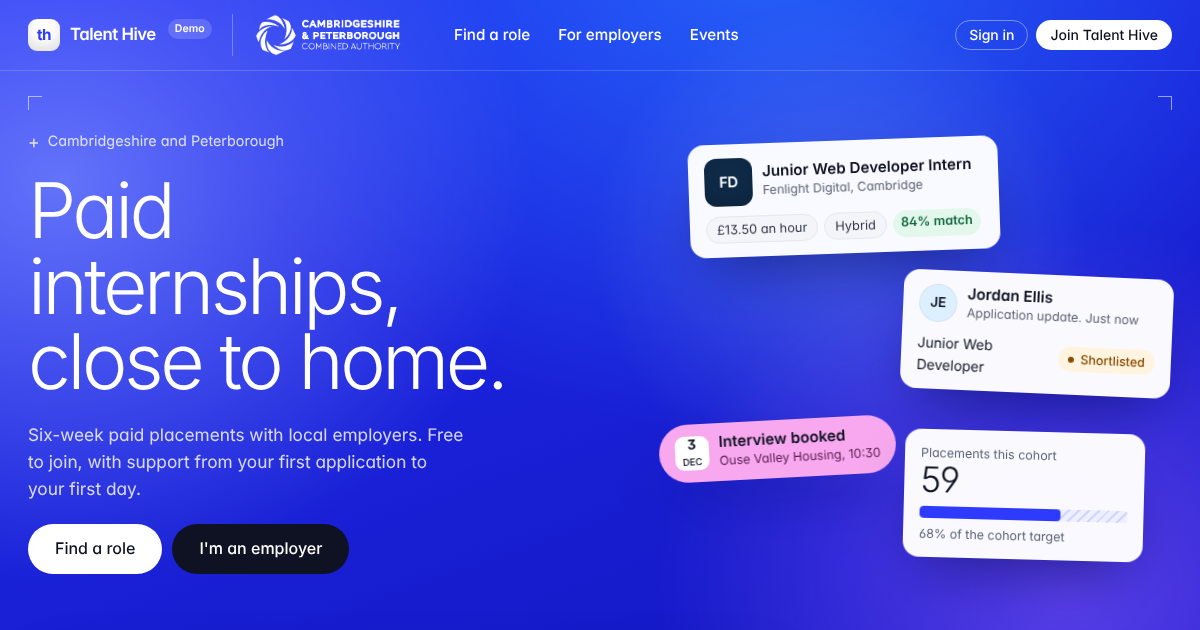 th Talent Hive Demo
CAMBRIDGESHIRE
& PETERBOROUGH
COMBINED AUTHORITY
Find a role For employers Events
Sign in Join Talent Hive
+ Cambridgeshire and Peterborough
Paid
internships,
close to home.
Six-week paid placements with local employers. Free
to join, with support from your first application to
your first day.
Find a role I'm an employer
FD Junior Web Developer Intern
Fenlight Digital, Cambridge
£13.50 an hour Hybrid 84% match
JE Jordan Ellis
Application update. Just now
Junior Web
Developer
Shortlisted
3
DEC
Interview booked
Ouse Valley Housing, 10:30
Placements this cohort
59
68% of the cohort target